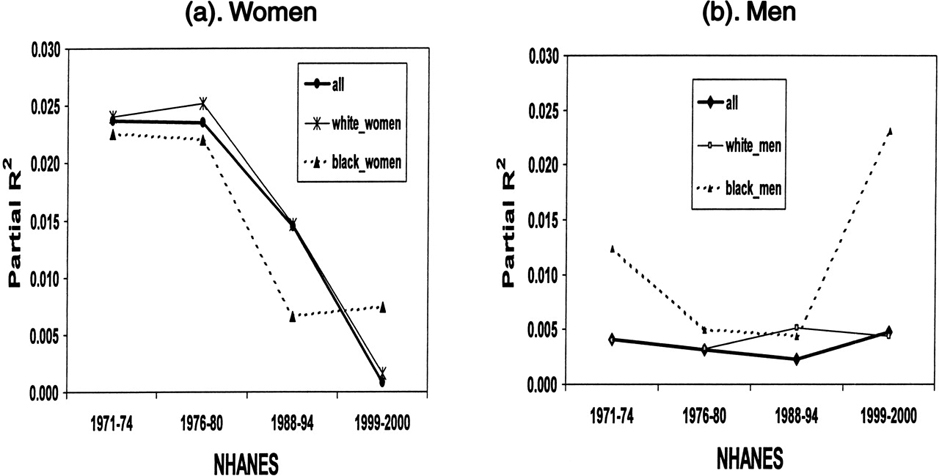 (a). Women
Partial R²
0.030
0.025
0.020
0.015
0.010
0.005
0.000
all
white_women
black_women
1971-74 1976-80 1988-94 1999-2000
NHANES
(b). Men
Partial R²
0.030
0.025
0.020
0.015
0.010
0.005
0.000
all
white_men
black_men
1971-74 1976-80 1988-94 1999-2000
NHANES